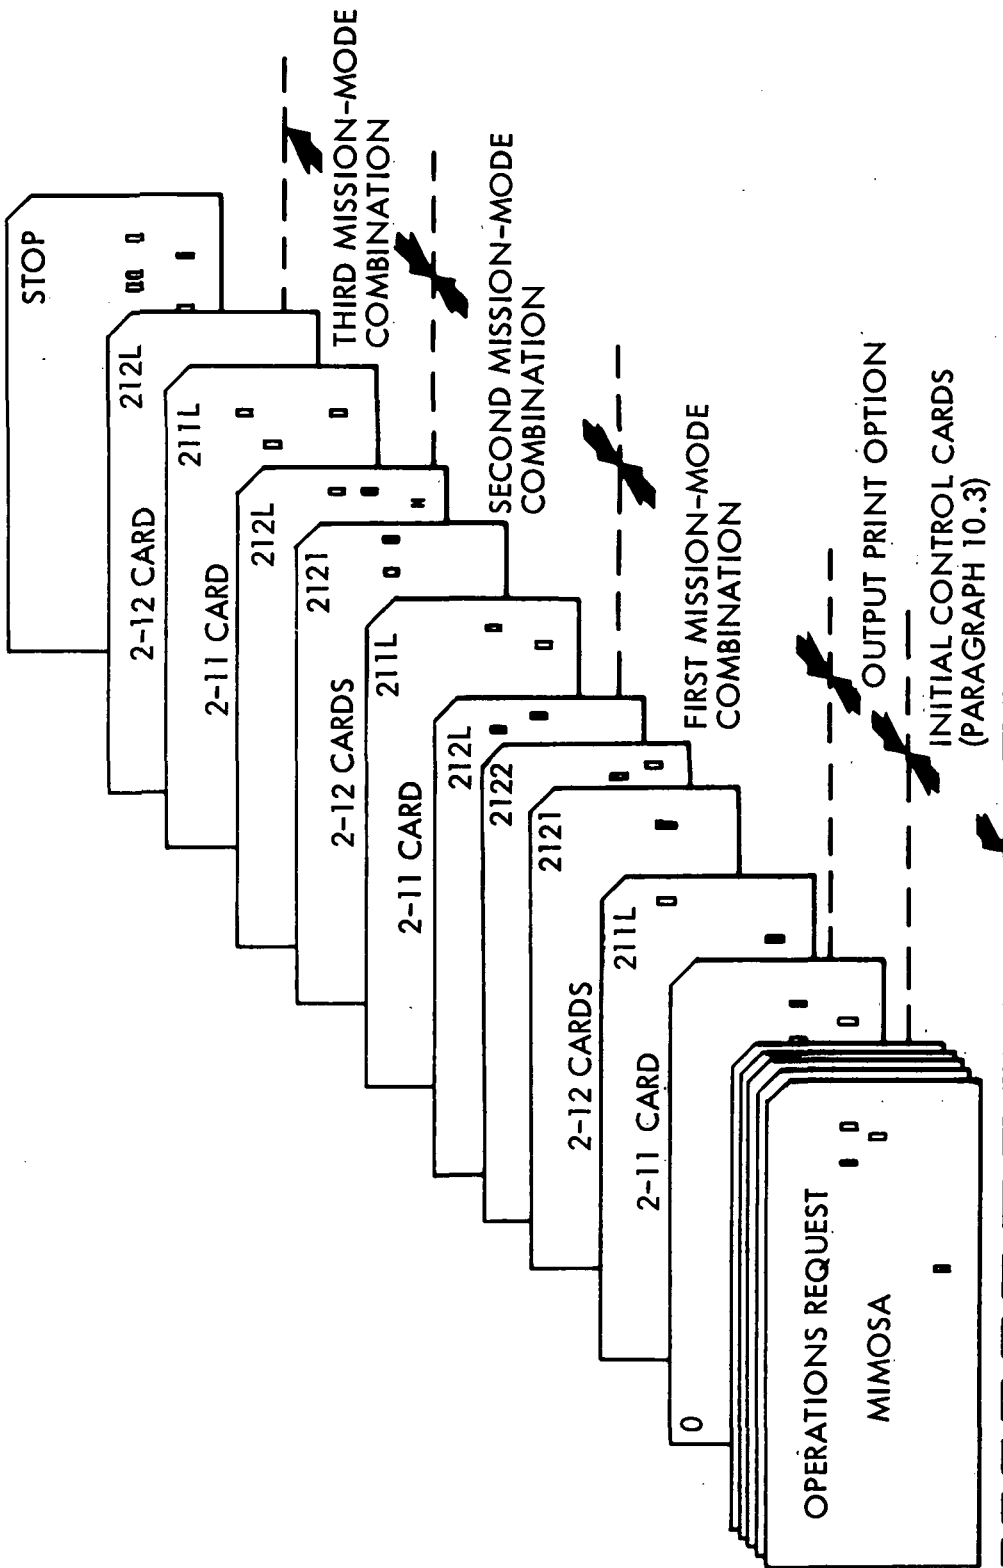 STOP
212L
2-12 CARD
211L
2-11 CARD
212L
2121
2-12 CARDS
211L
2-11 CARD
212L
2122
2121
2-12 CARDS
211L
2-11 CARD
0
OPERATIONS REQUEST
MIMOSA
THIRD MISSION-MODE
COMBINATION
SECOND MISSION-MODE
COMBINATION
FIRST MISSION-MODE
COMBINATION
OUTPUT PRINT OPTION
INITIAL CONTROL CARDS
(PARAGRAPH 10.3)